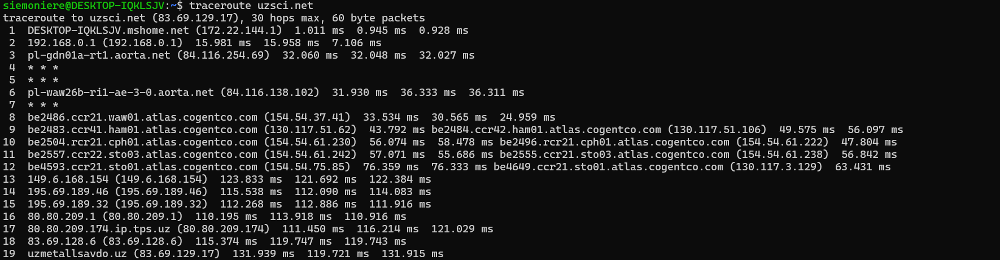 siemoniere@DESKTOP-IQKLSJV:~$ traceroute uzsci.net
traceroute to uzsci.net (83.69.129.17), 30 hops max, 60 byte packets
 1  DESKTOP-IQKLSJV.mshome.net (172.22.144.1)  1.011 ms  0.945 ms  0.928 ms
 2  192.168.0.1 (192.168.0.1)  15.981 ms  15.958 ms  7.106 ms
 3  pl-gdn01a-rt1.aorta.net (84.116.254.69)  32.060 ms  32.048 ms  32.027 ms
 4  * * *
 5  * * *
 6  pl-waw26b-ri1-ae-3-0.aorta.net (84.116.138.102)  31.930 ms  36.333 ms  36.311 ms
 7  * * *
 8  be2486.ccr21.waw01.atlas.cogentco.com (154.54.37.41)  33.534 ms  30.565 ms  24.959 ms
 9  be2483.ccr41.ham01.atlas.cogentco.com (130.117.51.62)  43.792 ms be2484.ccr42.ham01.atlas.cogentco.com (130.117.51.106)  49.575 ms  56.097 ms
10  be2504.rcr21.cph01.atlas.cogentco.com (154.54.61.230)  56.074 ms  58.478 ms be2496.rcr21.cph01.atlas.cogentco.com (154.54.61.222)  47.804 ms
11  be2557.ccr22.sto03.atlas.cogentco.com (154.54.61.242)  57.071 ms  55.686 ms be2555.ccr21.sto03.atlas.cogentco.com (154.54.61.238)  56.842 ms
12  be4593.ccr21.sto01.atlas.cogentco.com (154.54.75.85)  76.359 ms  76.333 ms be4649.ccr21.sto01.atlas.cogentco.com (130.117.3.129)  63.431 ms
13  149.6.168.154 (149.6.168.154)  123.833 ms  121.692 ms  122.384 ms
14  195.69.189.46 (195.69.189.46)  115.538 ms  112.090 ms  114.083 ms
15  195.69.189.32 (195.69.189.32)  112.268 ms  112.886 ms  111.916 ms
16  80.80.209.1 (80.80.209.1)  110.195 ms  113.918 ms  110.916 ms
17  80.80.209.174.ip.tps.uz (80.80.209.174)  111.450 ms  116.214 ms  121.029 ms
18  83.69.128.6 (83.69.128.6)  115.374 ms  119.747 ms  119.743 ms
19  uzmetallsavdo.uz (83.69.129.17)  131.939 ms  119.721 ms  131.915 ms